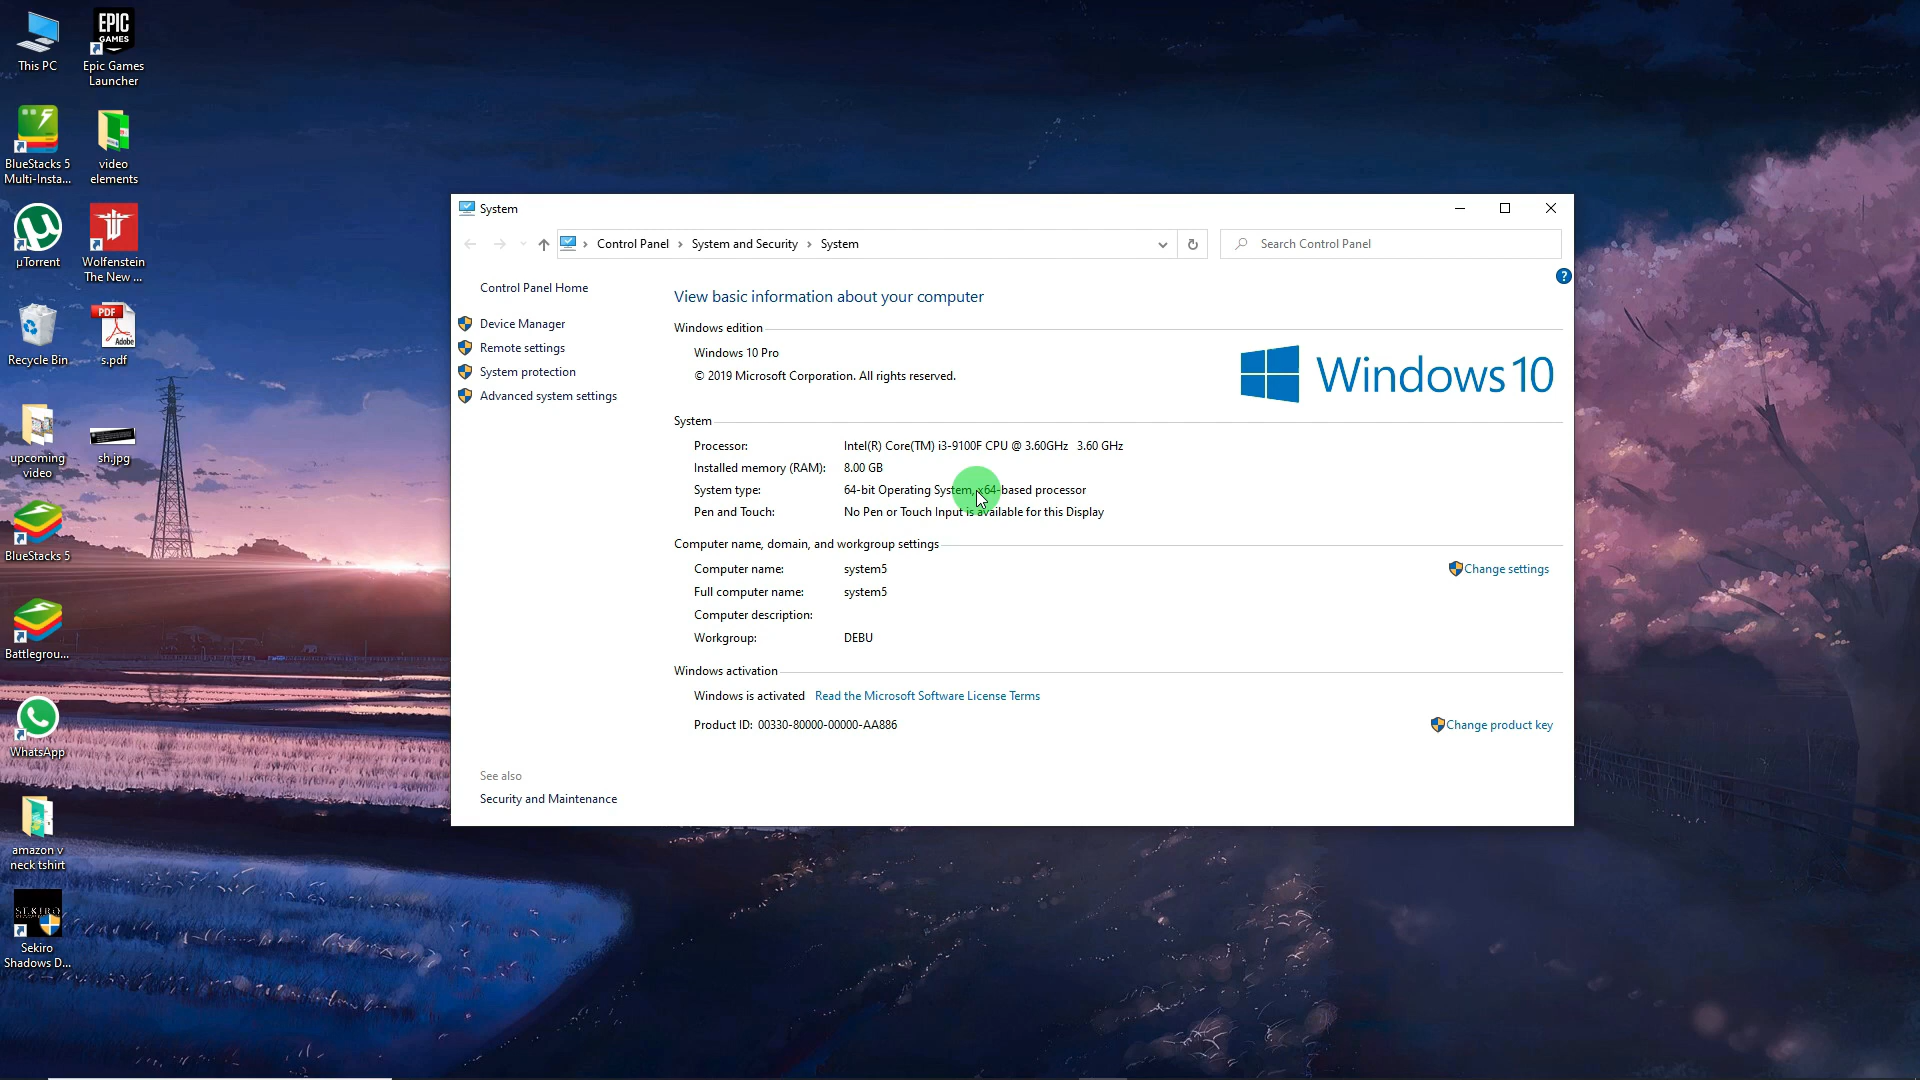 This PC
EPIC
GAMES
Epic Games
Launcher
BlueStacks 5
Multi-Insta...
video
elements
µTorrent
Wolfenstein
The New ...
Recycle Bin
PDF
Adobe
s.pdf
upcoming
video
sh.jpg
BlueStacks 5
Battlegrou...
WhatsApp
amazon v
neck tshirt
SEKIRO
Sekiro
Shadows D...
System
Control Panel > System and Security > System
Search Control Panel
?
Control Panel Home
Device Manager
Remote settings
System protection
Advanced system settings
See also
Security and Maintenance
View basic information about your computer
Windows edition
Windows 10 Pro
© 2019 Microsoft Corporation. All rights reserved.
Windows 10
System
Processor: Intel(R) Core(TM) i3-9100F CPU @ 3.60GHz 3.60 GHz
Installed memory (RAM): 8.00 GB
System type: 64-bit Operating System, x64-based processor
Pen and Touch: No Pen or Touch Input is available for this Display
Computer name, domain, and workgroup settings
Computer name: system5 Change settings
Full computer name: system5
Computer description:
Workgroup: DEBU
Windows activation
Windows is activated Read the Microsoft Software License Terms
Product ID: 00330-80000-00000-AA886 Change product key